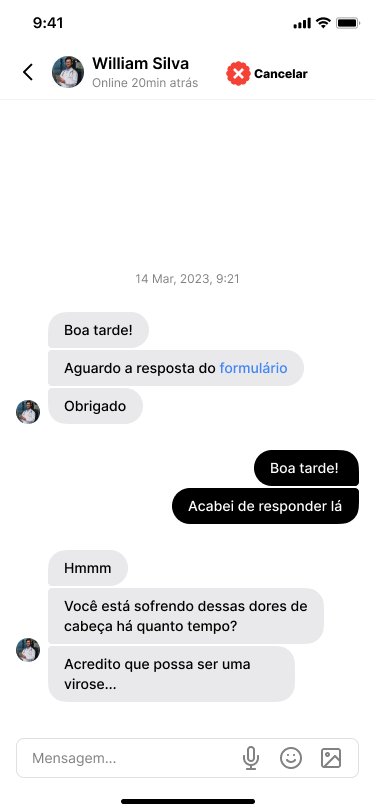 9:41
William Silva
Online 20min atrás
Cancelar
14 Mar, 2023, 9:21
Boa tarde!
Aguardo a resposta do formulário
Obrigado
Boa tarde!
Acabei de responder lá
Hmmm
Você está sofrendo dessas dores de
cabeça há quanto tempo?
Acredito que possa ser uma
virose...
Mensagem...